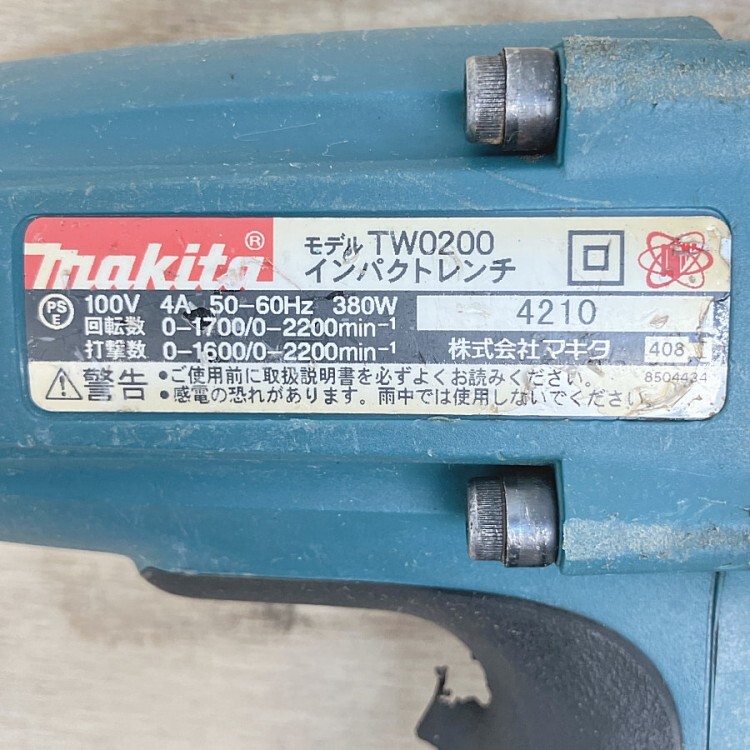 makita®
モデル TW0200
インパクトレンチ
PS
E
100V 4A 50-60Hz 380W
回転数 0-1700/0-2200min⁻¹
打撃数 0-1600/0-2200min⁻¹
4210
株式会社マキタ 408
8504434
警告 •ご使用前に取扱説明書を必ずよくお読みください。
•感電の恐れがあります。雨中では使用しないでください。